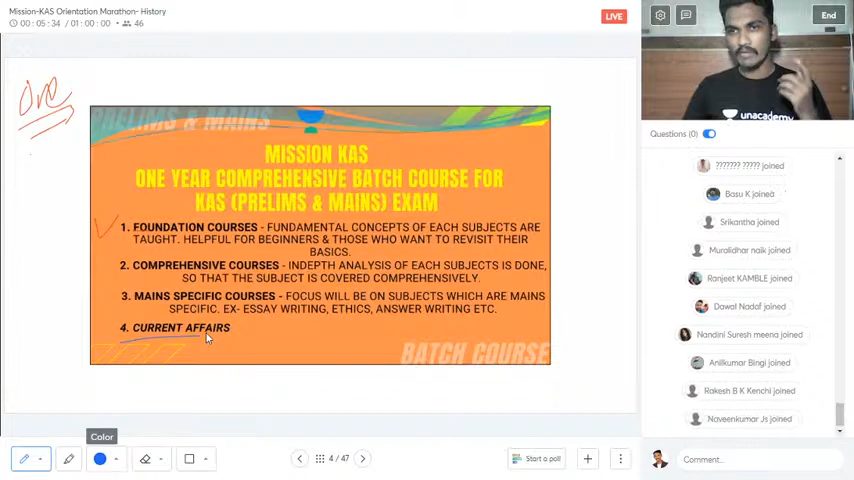 Mission-KAS Orientation Marathon- History
00 : 05 : 34 / 01 : 00 : 00 • 46
LIVE
End
One
PRELIMS & MAINS
MISSION KAS
ONE YEAR COMPREHENSIVE BATCH COURSE FOR
KAS (PRELIMS & MAINS) EXAM
1. FOUNDATION COURSES - FUNDAMENTAL CONCEPTS OF EACH SUBJECTS ARE
TAUGHT. HELPFUL FOR BEGINNERS & THOSE WHO WANT TO REVISIT THEIR
BASICS.
2. COMPREHENSIVE COURSES - INDEPTH ANALYSIS OF EACH SUBJECTS IS DONE,
SO THAT THE SUBJECT IS COVERED COMPREHENSIVELY.
3. MAINS SPECIFIC COURSES - FOCUS WILL BE ON SUBJECTS WHICH ARE MAINS
SPECIFIC. EX- ESSAY WRITING, ETHICS, ANSWER WRITING ETC.
4. CURRENT AFFAIRS
BATCH COURSE
unacademy
Questions (0)
??????? ????? joined
Basu K joined
Srikantha joined
Muralidhar naik joined
Ranjeet KAMBLE joined
Dawal Nadaf joined
Nandini Suresh meena joined
Anilkumar Bingi joined
Rakesh B K Kenchi joined
Naveenkumar Js joined
Color
4 / 47
Start a poll
Comment...